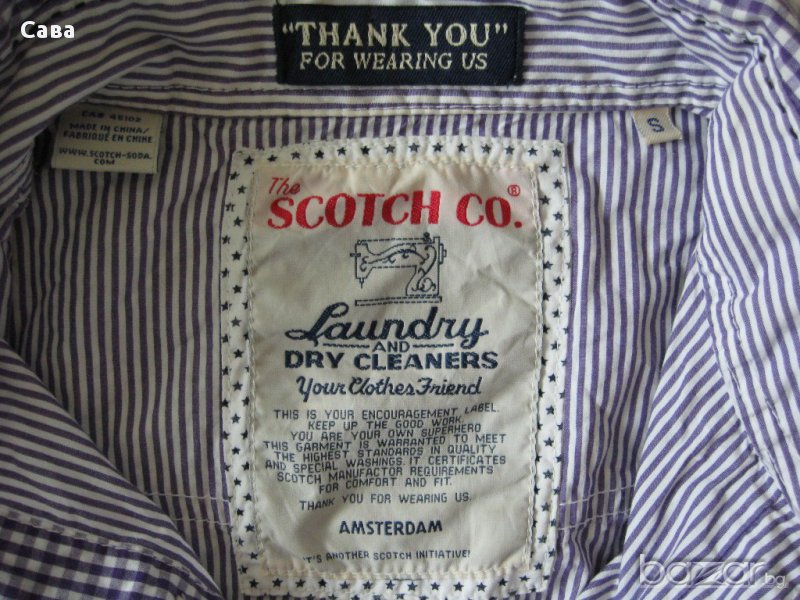 Сава
"THANK YOU"
FOR WEARING US
CA# 45102
MADE IN CHINA/
FABRIQUÉ EN CHINE
WWW.SCOTCH-SODA.
COM
S
The
SCOTCH CO.®
Laundry
AND
DRY CLEANERS
Your Clothes Friend
THIS IS YOUR ENCOURAGEMENT LABEL.
KEEP UP THE GOOD WORK.
YOU ARE YOUR OWN SUPERHERO
THIS GARMENT IS WARRANTED TO MEET
THE HIGHEST STANDARDS IN QUALITY
AND SPECIAL WASHINGS. IT CERTIFICATES
SCOTCH MANUFACTOR REQUIREMENTS
FOR COMFORT AND FIT.
THANK YOU FOR WEARING US.
AMSTERDAM
IT'S ANOTHER SCOTCH INITIATIVE!
bazar.bg